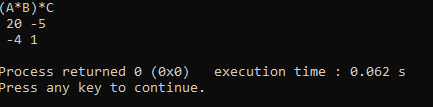 (A*B)*C
20 -5
-4 1
Process returned 0 (0x0)   execution time : 0.062 s
Press any key to continue.